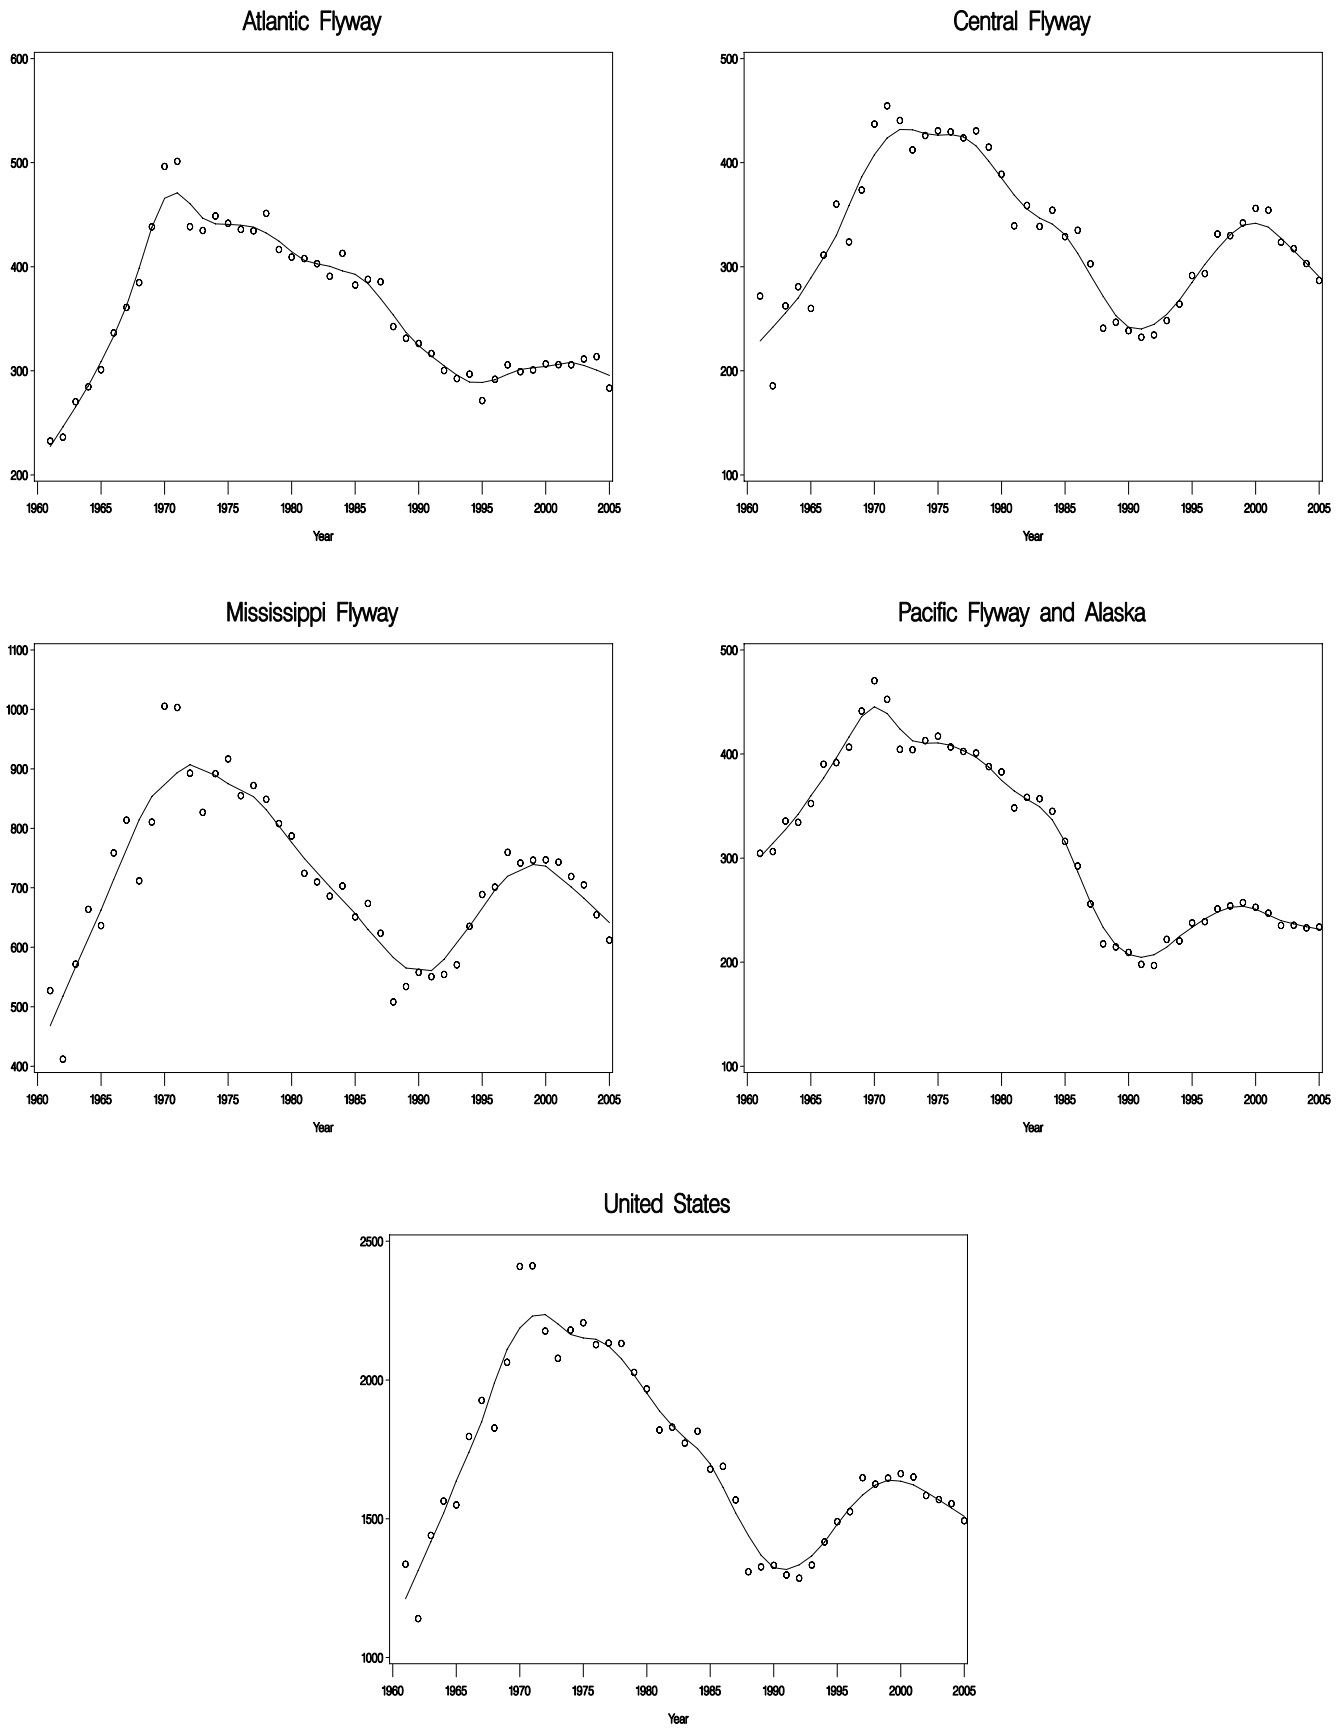 Atlantic Flyway
600
500
400
300
200
1960 1965 1970 1975 1980 1985 1990 1995 2000 2005
Year
Central Flyway
500
400
300
200
100
1960 1965 1970 1975 1980 1985 1990 1995 2000 2005
Year
Mississippi Flyway
1100
1000
900
800
700
600
500
400
1960 1965 1970 1975 1980 1985 1990 1995 2000 2005
Year
Pacific Flyway and Alaska
500
400
300
200
100
1960 1965 1970 1975 1980 1985 1990 1995 2000 2005
Year
United States
2500
2000
1500
1000
1960 1965 1970 1975 1980 1985 1990 1995 2000 2005
Year